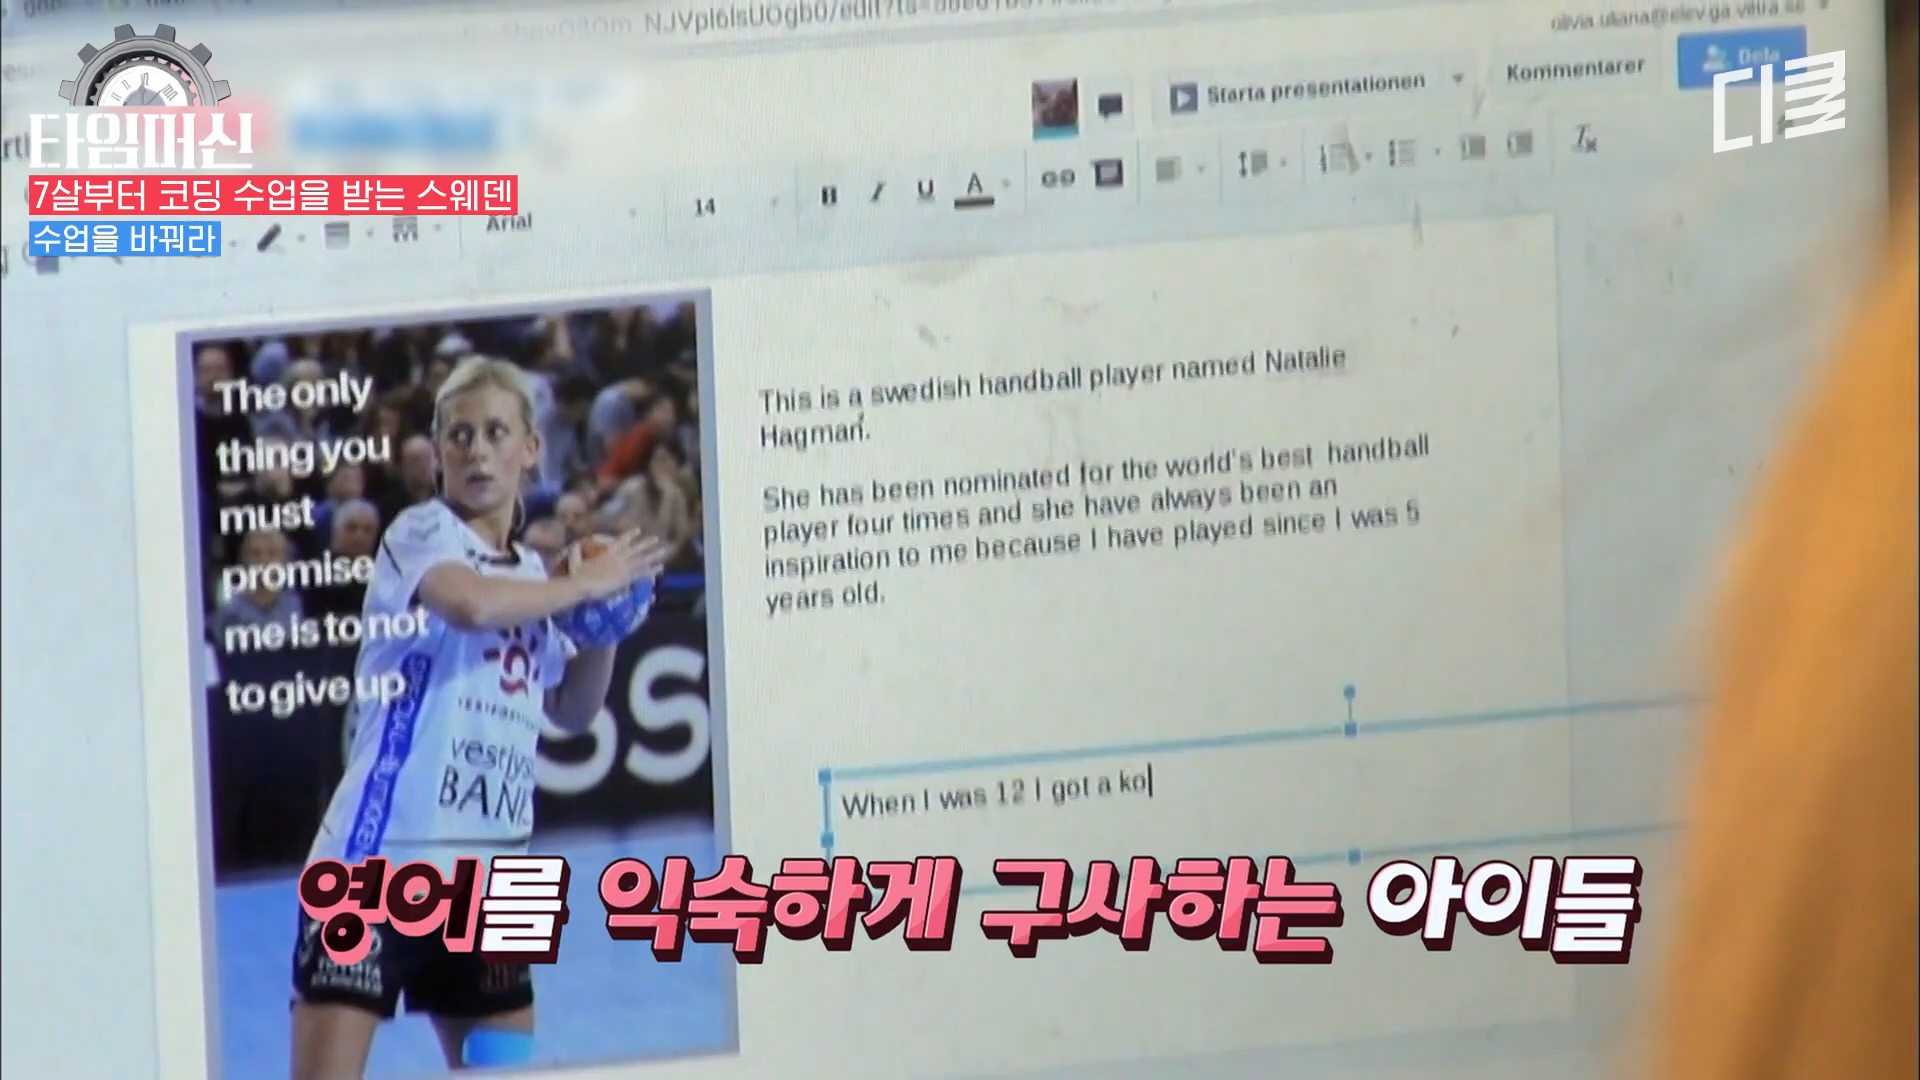 타임머신
7살부터 코딩 수업을 받는 스웨덴
수업을 바꿔라
디클
Starta presentationen
Kommentarer
Dela
Arial
14
B I U A
The only
thing you
must
promise
me is to not
to give up
This is a swedish handball player named Natalie
Hagman.
She has been nominated for the world's best handball
player four times and she have always been an
inspiration to me because I have played since I was 5
years old.
When I was 12 I got a ko
vestjys
BANK
SS
영어를 익숙하게 구사하는 아이들